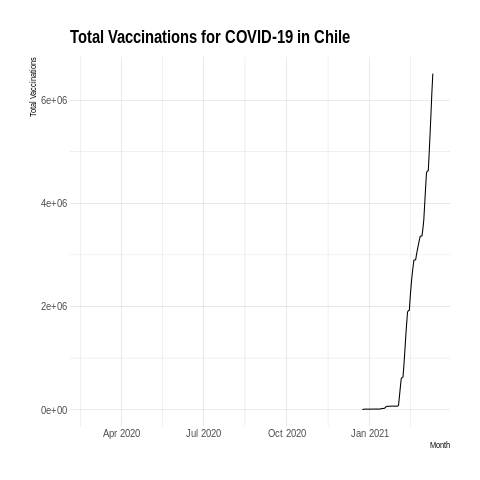 Total Vaccinations for COVID-19 in Chile
Total Vaccinations
6e+06
4e+06
2e+06
0e+00
Apr 2020 Jul 2020 Oct 2020 Jan 2021
Month